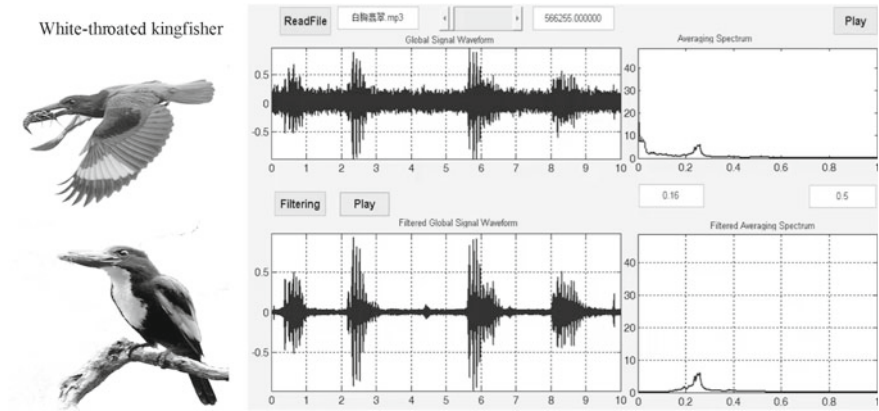 White-throated kingfisher
ReadFile
白胸翡翠.mp3
566255.000000
Play
Global Signal Waveform
Averaging Spectrum
0.5
0
-0.5
0 1 2 3 4 5 6 7 8 9 10
40
30
20
10
0
0 0.2 0.4 0.6 0.8 1
Filtering
Play
0.16
0.5
Filtered Global Signal Waveform
Filtered Averaging Spectrum
0.5
0
-0.5
0 1 2 3 4 5 6 7 8 9 10
40
30
20
10
0
0 0.2 0.4 0.6 0.8 1